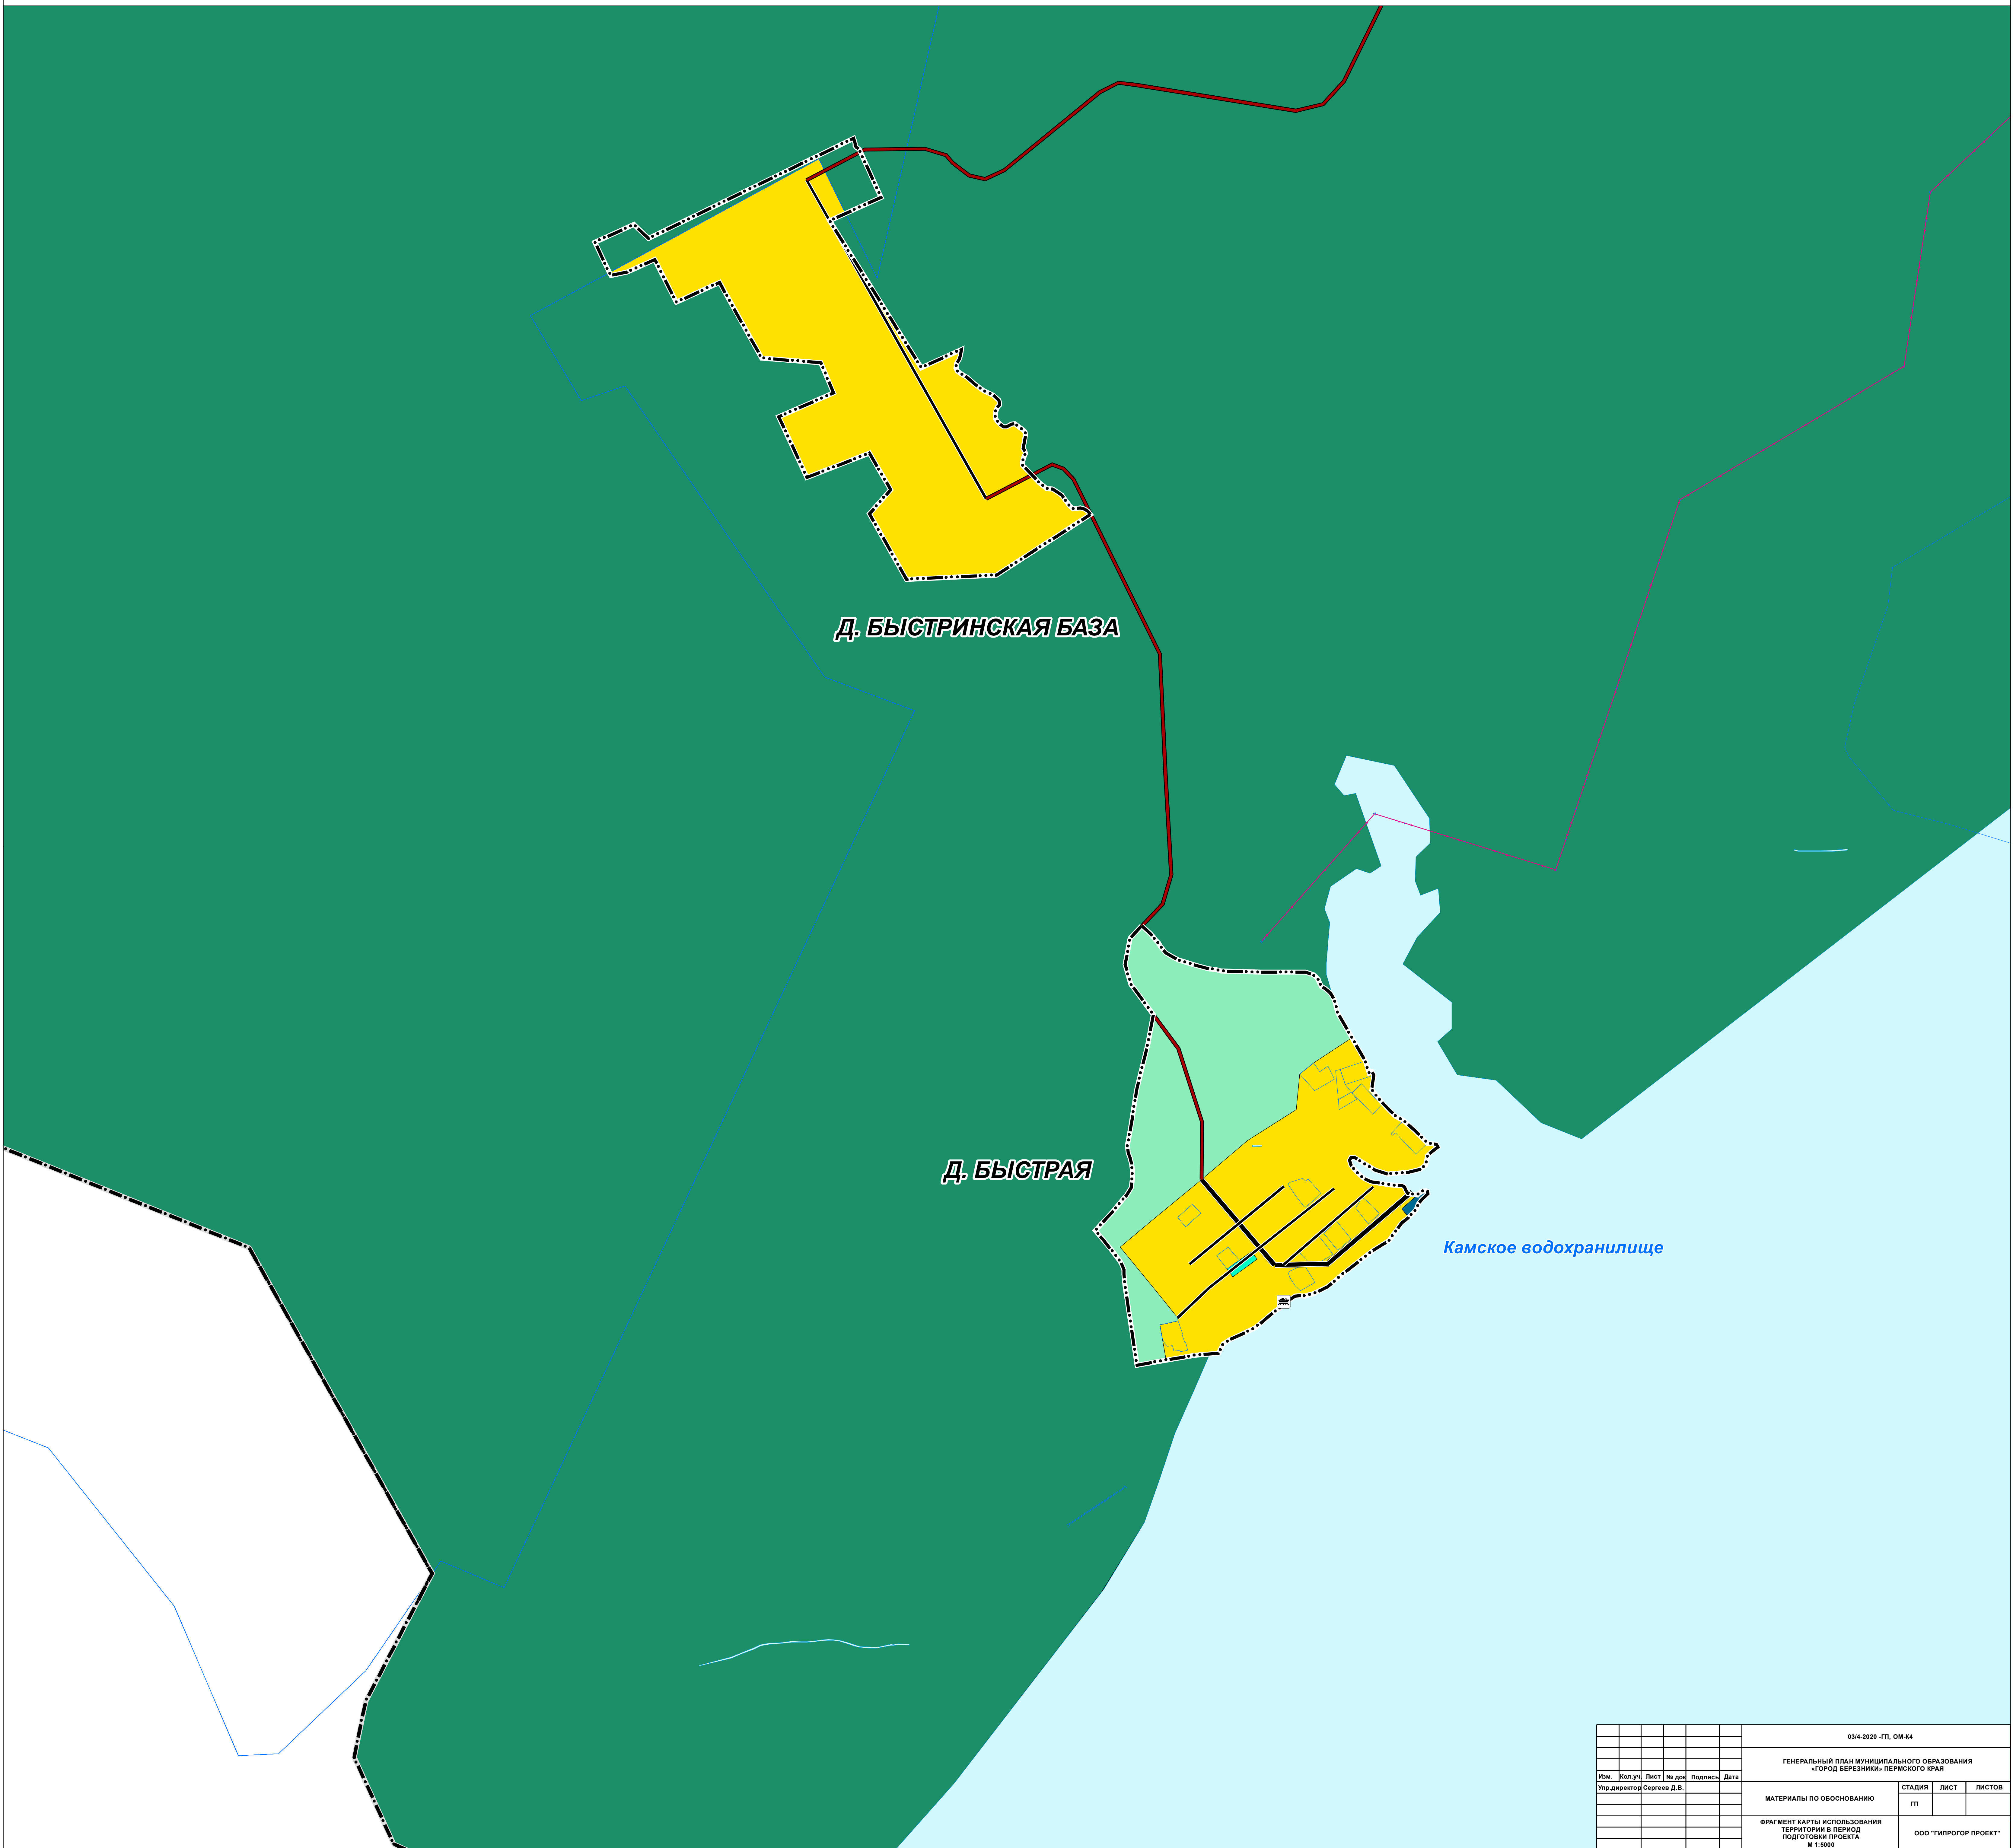 Д. БЫСТРИНСКАЯ БАЗА
Д. БЫСТРАЯ
Камское водохранилище
03/4-2020 -ГП, ОМ-К4
ГЕНЕРАЛЬНЫЙ ПЛАН МУНИЦИПАЛЬНОГО ОБРАЗОВАНИЯ
«ГОРОД БЕРЕЗНИКИ» ПЕРМСКОГО КРАЯ
Изм. Кол.уч Лист № док Подпись Дата
Упр.директор Сергеев Д.В.
МАТЕРИАЛЫ ПО ОБОСНОВАНИЮ
СТАДИЯ ЛИСТ ЛИСТОВ
ГП
ФРАГМЕНТ КАРТЫ ИСПОЛЬЗОВАНИЯ
ТЕРРИТОРИИ В ПЕРИОД
ПОДГОТОВКИ ПРОЕКТА
М 1:5000
ООО "ГИПРОГОР ПРОЕКТ"